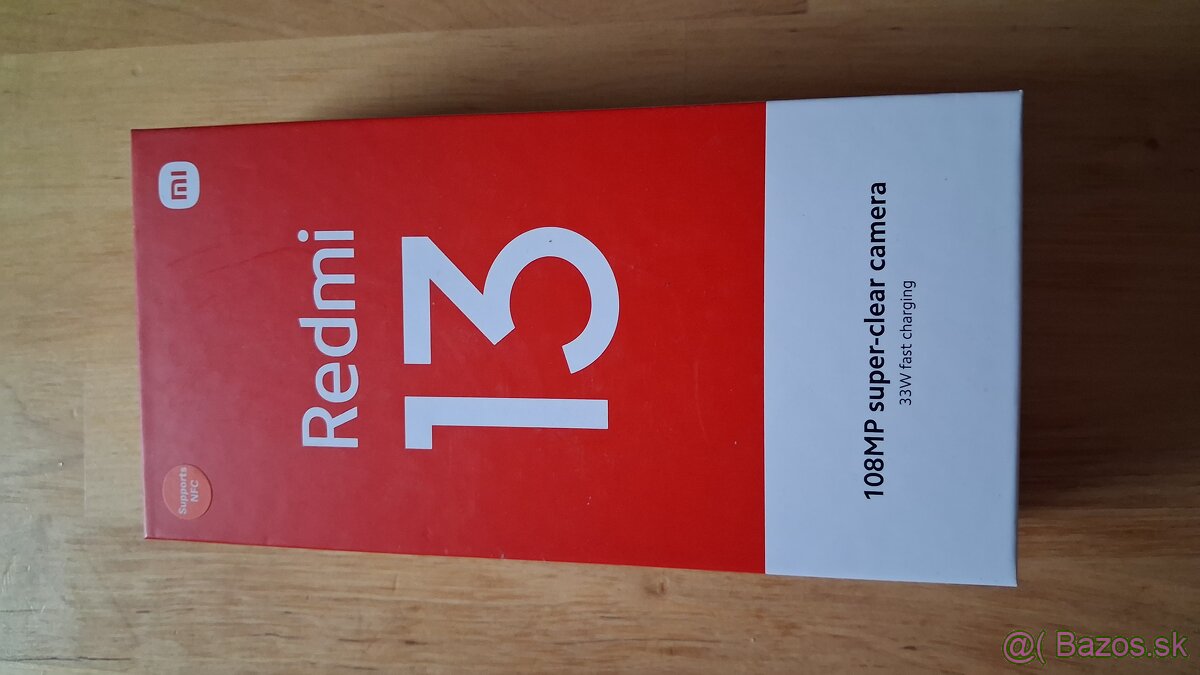 Supports
NFC
mi
Redmi
13
108MP super-clear camera
33W fast charging
@( Bazos.sk